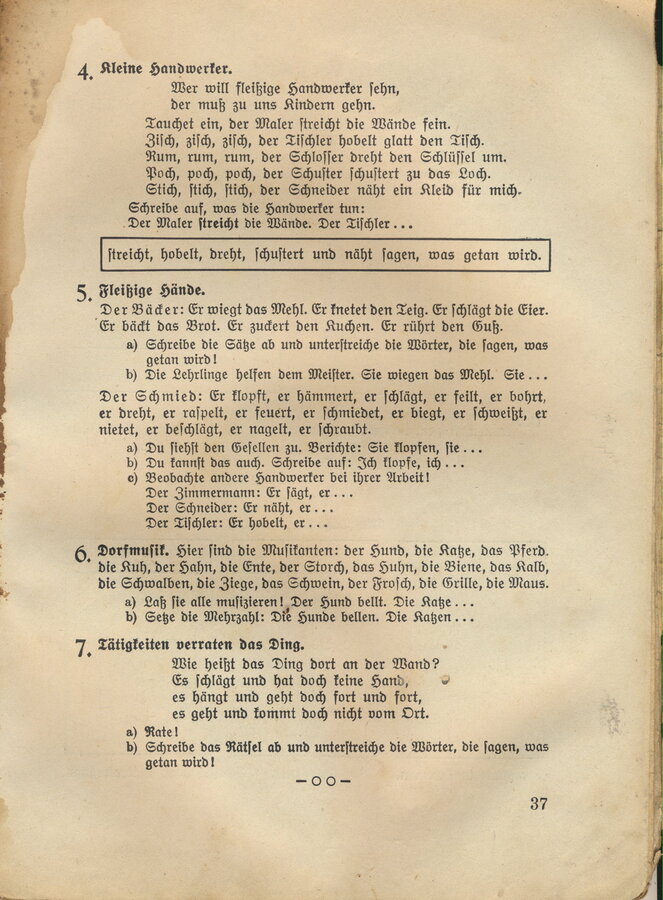 4. Kleine Handwerker.
Wer will fleißige Handwerker sehn,
der muß zu uns Kindern gehn.
Tauchet ein, der Maler streicht die Wände fein.
Zisch, zisch, zisch, der Tischler hobelt glatt den Tisch.
Rum, rum, rum, der Schlosser dreht den Schlüssel um.
Poch, poch, poch, der Schuster schustert zu das Loch.
Stich, stich, stich, der Schneider näht ein Kleid für mich.
Schreibe auf, was die Handwerker tun:
Der Maler streicht die Wände. Der Tischler ...
streicht, hobelt, dreht, schustert und näht sagen, was getan wird.
5. Fleißige Hände.
Der Bäcker: Er wiegt das Mehl. Er knetet den Teig. Er schlägt die Eier.
Er bäckt das Brot. Er zuckert den Kuchen. Er rührt den Guß.
a) Schreibe die Sätze ab und unterstreiche die Wörter, die sagen, was
getan wird!
b) Die Lehrlinge helfen dem Meister. Sie wiegen das Mehl. Sie ...
Der Schmied: Er klopft, er hämmert, er schlägt, er feilt, er bohrt,
er dreht, er raspelt, er feuert, er schmiedet, er biegt, er schweißt, er
nietet, er beschlägt, er nagelt, er schraubt.
a) Du siehst den Gesellen zu. Berichte: Sie klopfen, sie ...
b) Du kannst das auch. Schreibe auf: Ich klopfe, ich ...
c) Beobachte andere Handwerker bei ihrer Arbeit!
Der Zimmermann: Er sägt, er ...
Der Schneider: Er näht, er ...
Der Tischler: Er hobelt, er ...
6. Dorfmusik. Hier sind die Musikanten: der Hund, die Katze, das Pferd.
die Kuh, der Hahn, die Ente, der Storch, das Huhn, die Biene, das Kalb,
die Schwalben, die Ziege, das Schwein, der Frosch, die Grille, die Maus.
a) Laß sie alle musizieren! Der Hund bellt. Die Katze ...
b) Setze die Mehrzahl: Die Hunde bellen. Die Katzen ...
7. Tätigkeiten verraten das Ding.
Wie heißt das Ding dort an der Wand?
Es schlägt und hat doch keine Hand,
es hängt und geht doch fort und fort,
es geht und kommt doch nicht vom Ort.
a) Rate!
b) Schreibe das Rätsel ab und unterstreiche die Wörter, die sagen, was
getan wird!
37